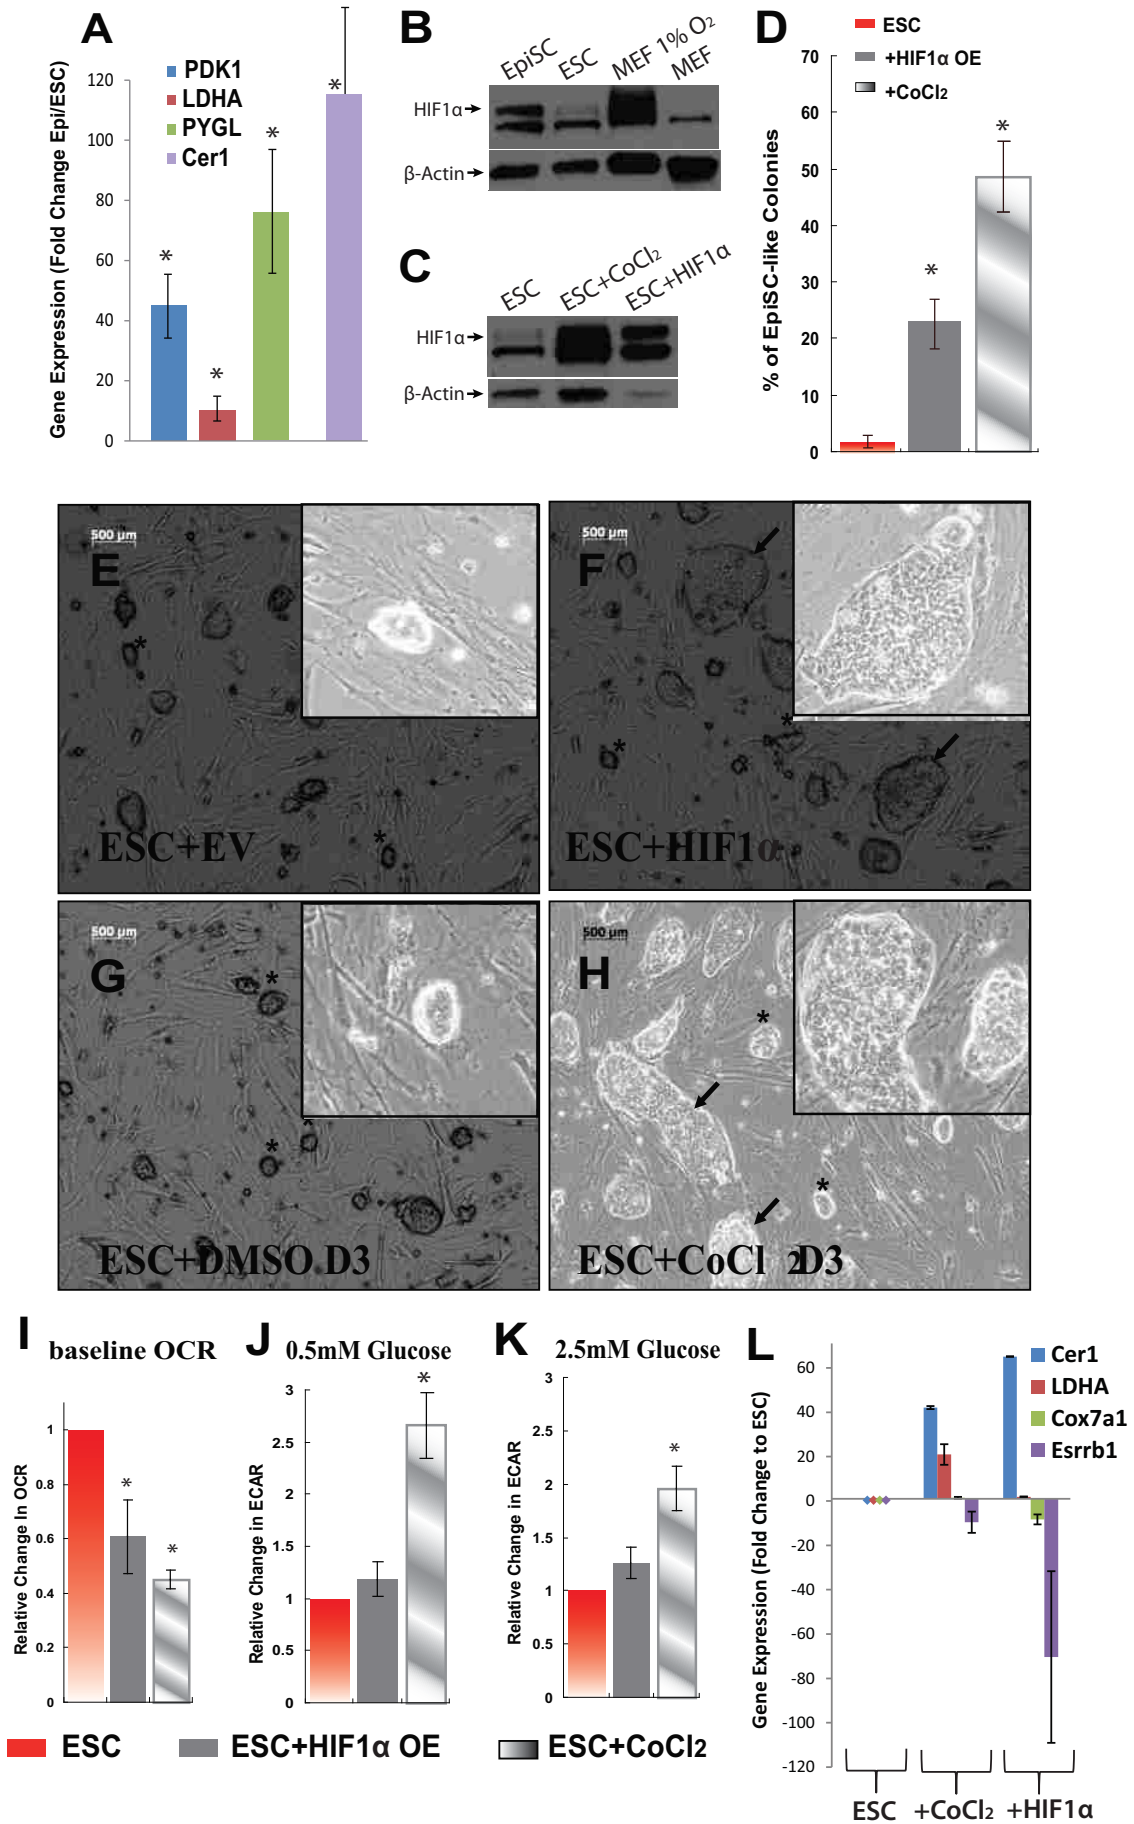 A
PDK1
LDHA
PYGL
Cer1
Gene Expression (Fold Change Epi/ESC)
120
100
80
60
40
20
0
*
*
*
*
B
EpiSC
ESC
MEF 1% O2
MEF
HIF1α
β-Actin
C
ESC
ESC+CoCl2
ESC+HIF1α
HIF1α
β-Actin
D
ESC
+HIF1α OE
+CoCl2
% of EpiSC-like Colonies
70
60
50
40
30
20
10
0
*
*
500 µm
E
*
*
ESC+EV
500 µm
F
*
*
ESC+HIF1α
500 µm
G
*
*
*
ESC+DMSO D3
500 µm
H
*
*
ESC+CoCl 2D3
I
baseline OCR
Relative Change In OCR
1
0.8
0.6
0.4
0.2
0
*
*
J
0.5mM Glucose
Relative Change in ECAR
3
2.5
2
1.5
1
0.5
0
*
K
2.5mM Glucose
Relative Change in ECAR
3
2.5
2
1.5
1
0.5
0
*
ESC
ESC+HIF1α OE
ESC+CoCl2
L
Cer1
LDHA
Cox7a1
Esrrb1
Gene Expression (Fold Change to ESC)
60
40
20
0
-20
-40
-60
-80
-100
-120
ESC
+CoCl2
+HIF1α